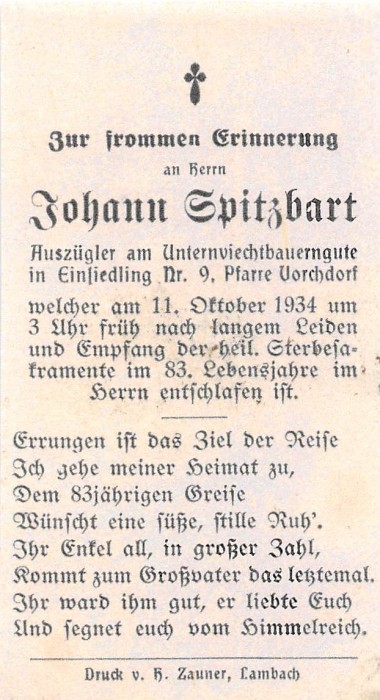 Zur frommen Erinnerung
an Herrn
Johann Spitzbart
Auszügler am Unternviechtbauerngute
in Einsiedling Nr. 9, Pfarre Vorchdorf
welcher am 11. Oktober 1934 um
3 Uhr früh nach langem Leiden
und Empfang der heil. Sterbesa-
kramente im 83. Lebensjahre im
Herrn entschlafen ist.
Errungen ist das Ziel der Reise
Ich gehe meiner Heimat zu,
Dem 83jährigen Greise
Wünscht eine süße, stille Ruh'.
Ihr Enkel all, in großer Zahl,
Kommt zum Großvater das letztemal.
Ihr ward ihm gut, er liebte Euch
Und segnet euch vom Himmelreich.
Druck v. H. Zauner, Lambach